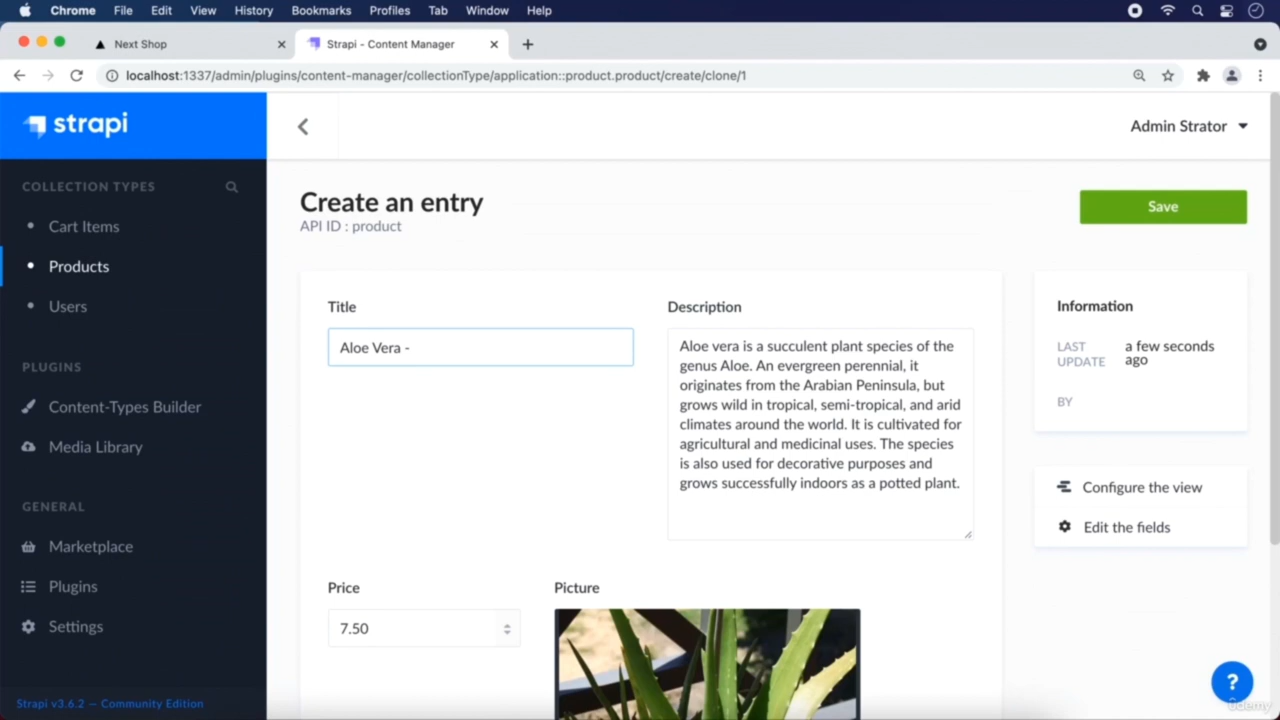 Chrome File Edit View History Bookmarks Profiles Tab Window Help
Next Shop
Strapi - Content Manager
localhost:1337/admin/plugins/content-manager/collectionType/application::product.product/create/clone/1
strapi
Admin Strator
COLLECTION TYPES
Cart Items
Products
Users
PLUGINS
Content-Types Builder
Media Library
GENERAL
Marketplace
Plugins
Settings
Strapi v3.6.2 — Community Edition
Create an entry
API ID : product
Save
Title
Aloe Vera -
Description
Aloe vera is a succulent plant species of the
genus Aloe. An evergreen perennial, it
originates from the Arabian Peninsula, but
grows wild in tropical, semi-tropical, and arid
climates around the world. It is cultivated for
agricultural and medicinal uses. The species
is also used for decorative purposes and
grows successfully indoors as a potted plant.
Price
7.50
Picture
Information
LAST UPDATE
a few seconds ago
BY
Configure the view
Edit the fields
?
ûdemy